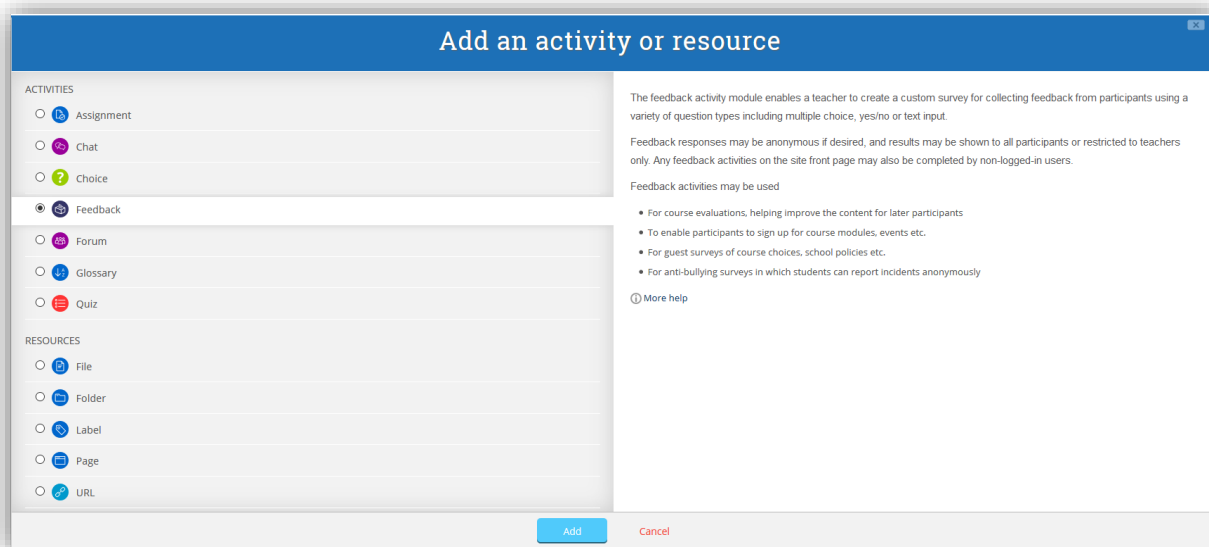 Add an activity or resource
ACTIVITIES
Assignment
Chat
Choice
Feedback
Forum
Glossary
Quiz
RESOURCES
File
Folder
Label
Page
URL
The feedback activity module enables a teacher to create a custom survey for collecting feedback from participants using a
variety of question types including multiple choice, yes/no or text input.
Feedback responses may be anonymous if desired, and results may be shown to all participants or restricted to teachers
only. Any feedback activities on the site front page may also be completed by non-logged-in users.
Feedback activities may be used
• For course evaluations, helping improve the content for later participants
• To enable participants to sign up for course modules, events etc.
• For guest surveys of course choices, school policies etc.
• For anti-bullying surveys in which students can report incidents anonymously
More help
Add
Cancel